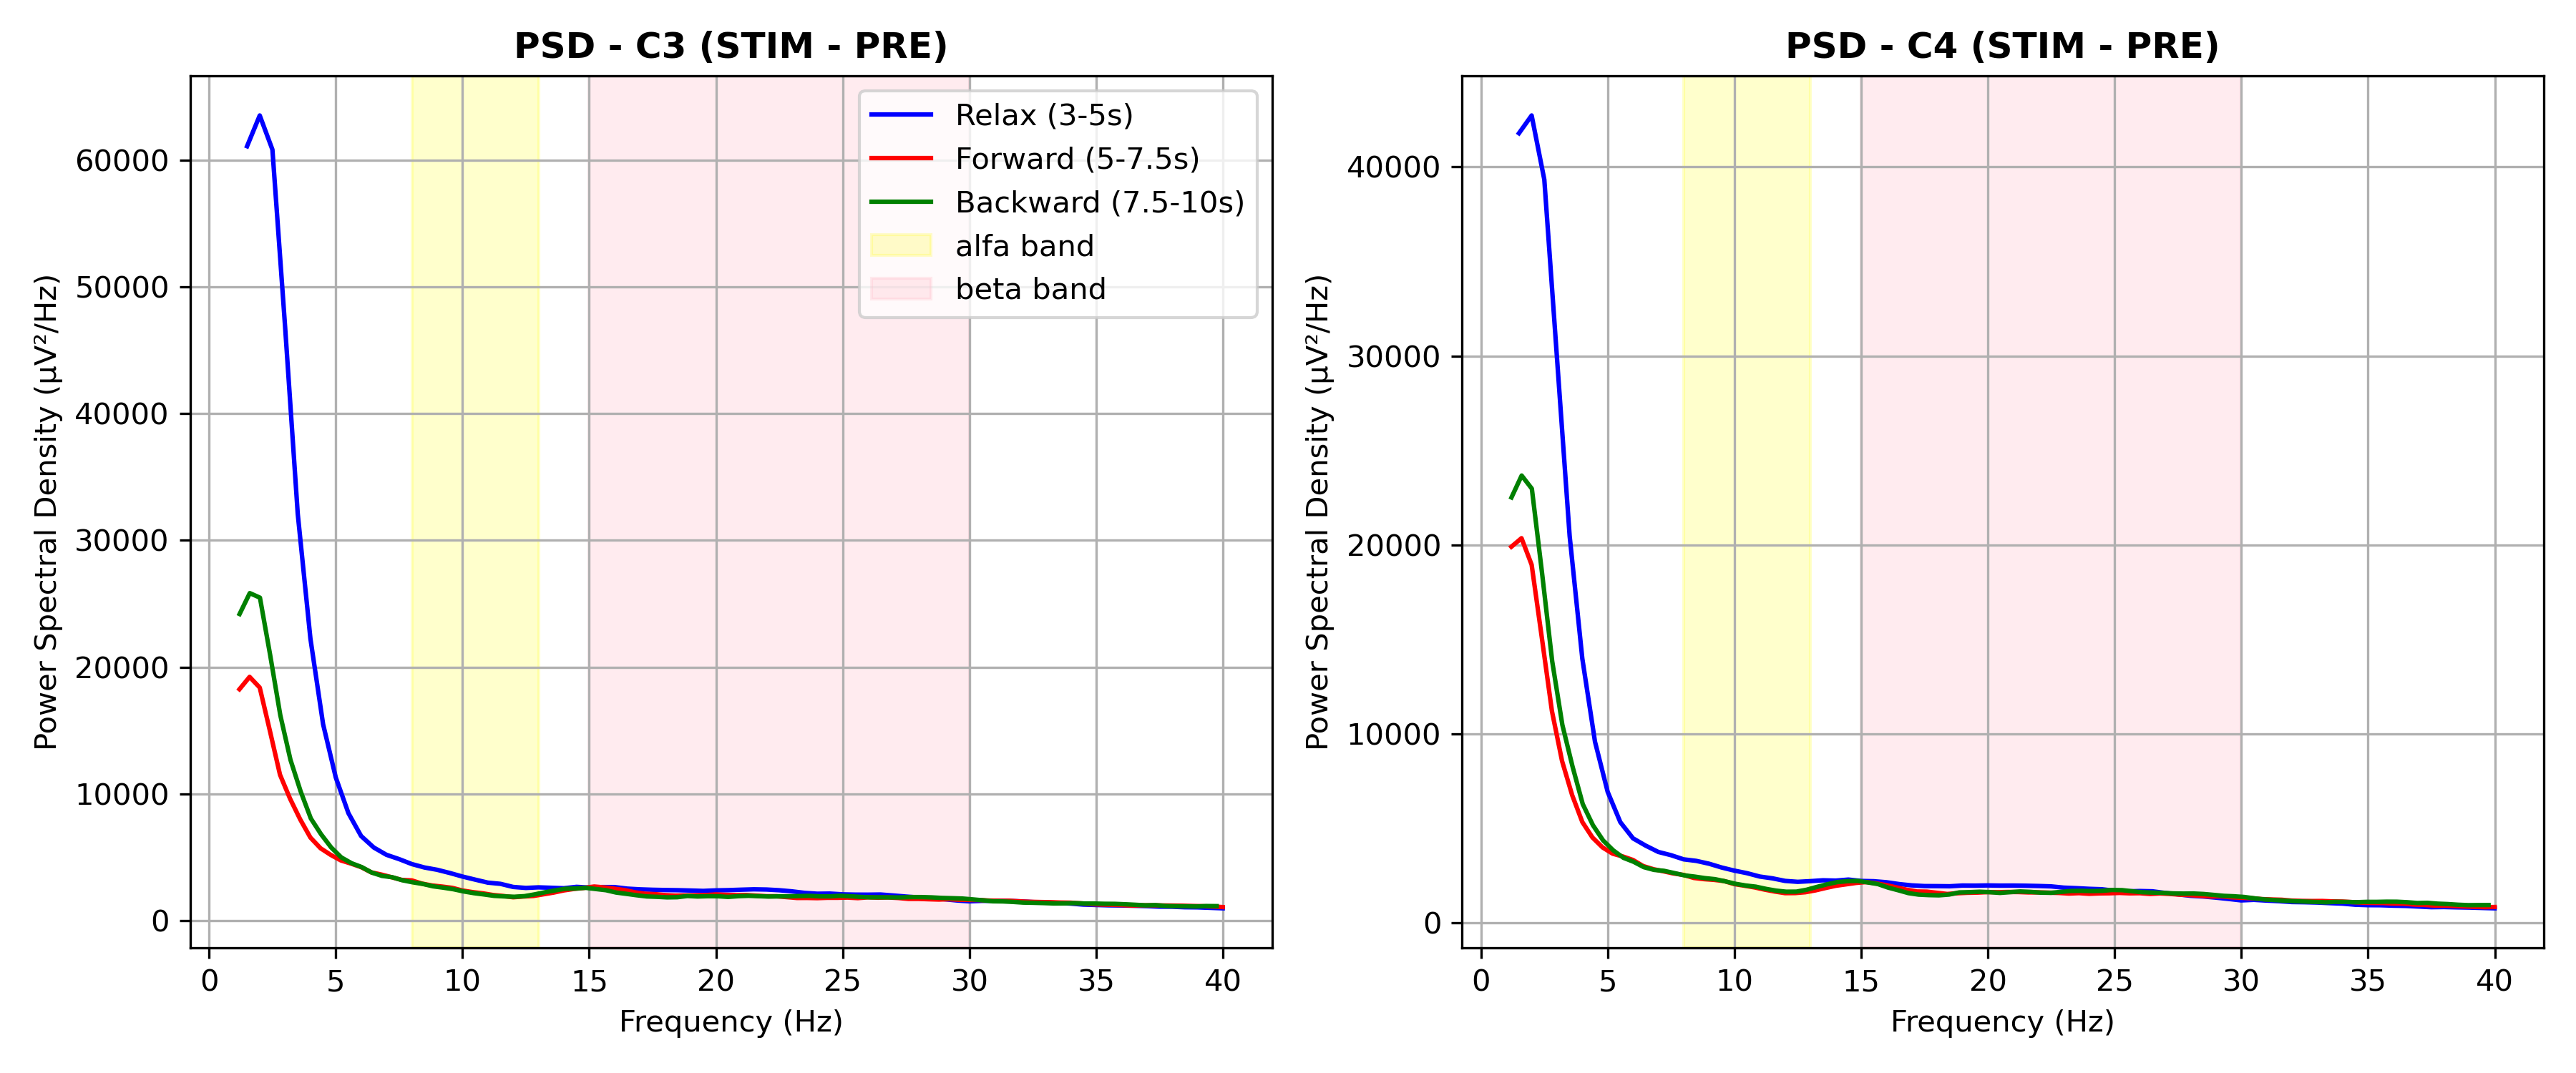 PSD - C3 (STIM - PRE)
Power Spectral Density (µV²/Hz)
60000
50000
40000
30000
20000
10000
0
0 5 10 15 20 25 30 35 40
Frequency (Hz)
Relax (3-5s)
Forward (5-7.5s)
Backward (7.5-10s)
alfa band
beta band
PSD - C4 (STIM - PRE)
Power Spectral Density (µV²/Hz)
40000
30000
20000
10000
0
0 5 10 15 20 25 30 35 40
Frequency (Hz)